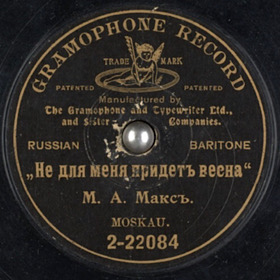 GRAMOPHONE RECORD
TRADE MARK
PATENTED PATENTED
Manufactured by
The Gramophone and Typewriter Ltd.,
and Sister Companies.
RUSSIAN BARITONE
„Не для меня придетъ весна“
М. А. Максъ.
MOSKAU.
2-22084